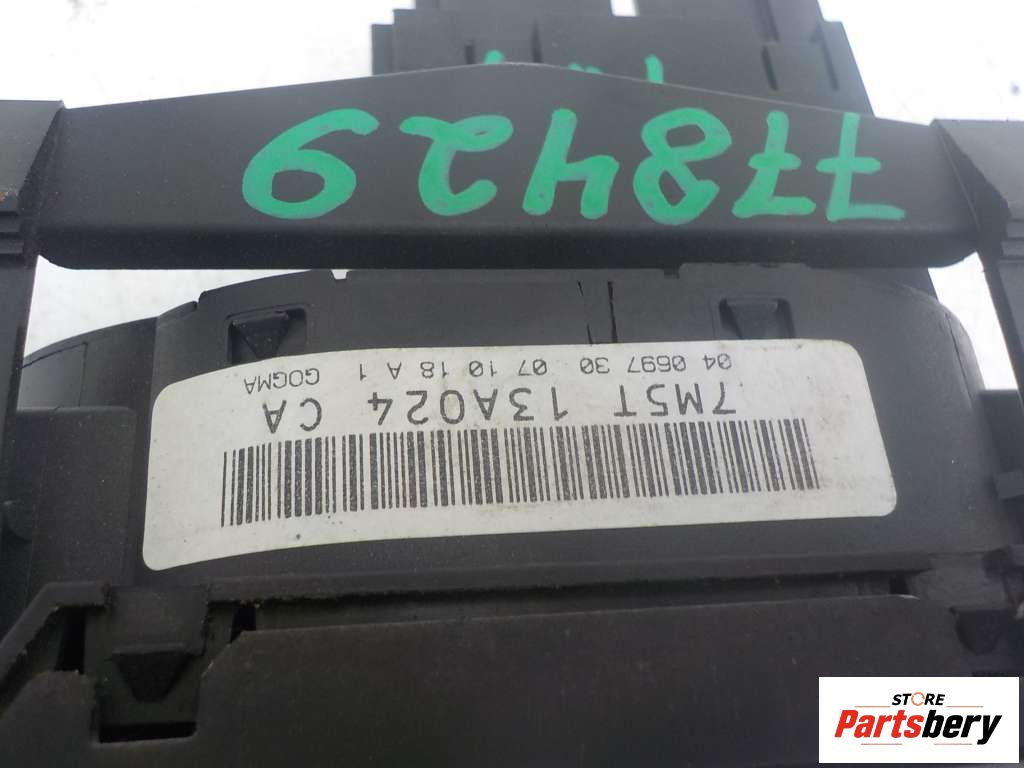 7M5T 13A024 CA
04 0697 30 07 10 18 A 1 GOGMA
778429
STORE
Partsbery